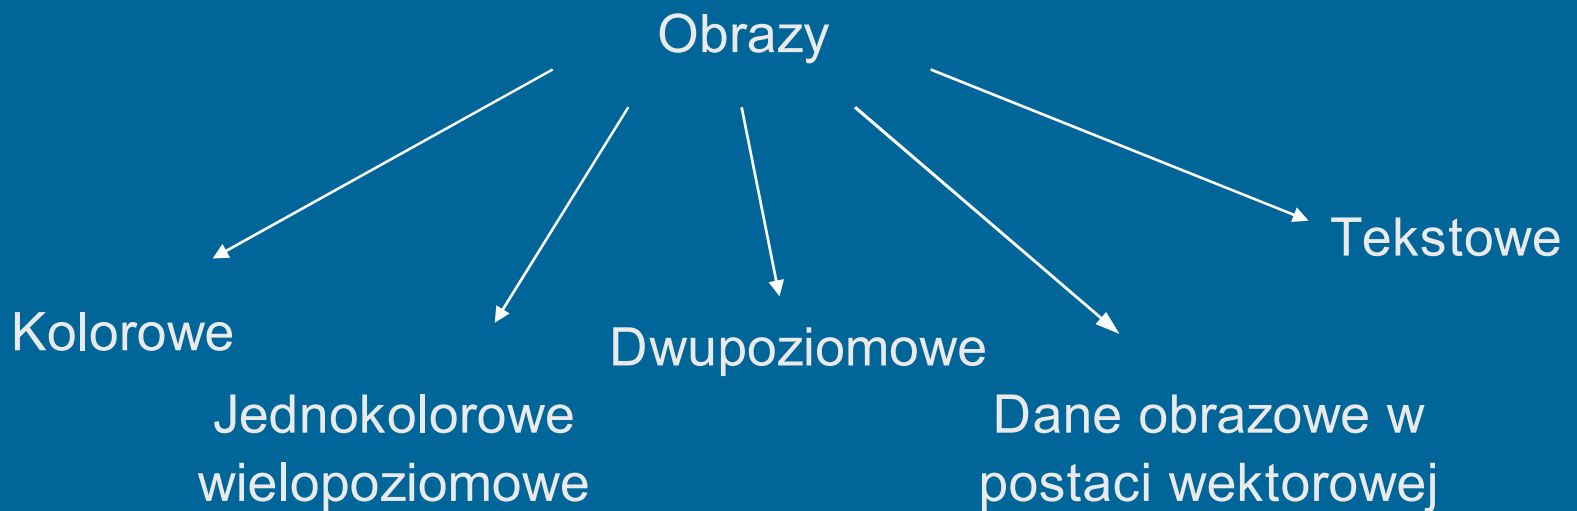 Obrazy
Kolorowe
Jednokolorowe
wielopoziomowe
Dwupoziomowe
Dane obrazowe w
postaci wektorowej
Tekstowe